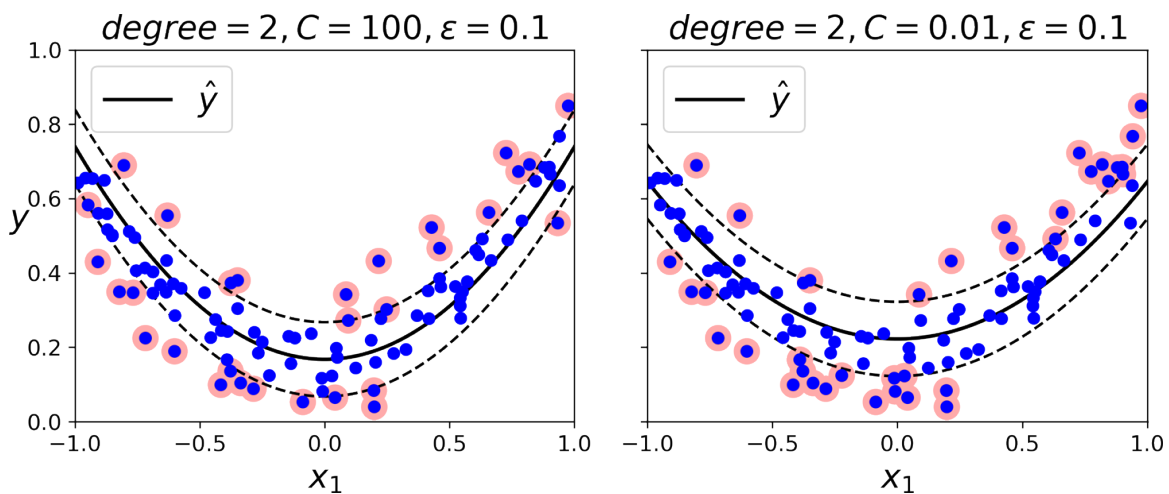 degree = 2, C = 100, ε = 0.1
1.0
0.8
0.6
0.4
0.2
0.0
y
ŷ
−1.0 −0.5 0.0 0.5 1.0
x₁
degree = 2, C = 0.01, ε = 0.1
ŷ
−1.0 −0.5 0.0 0.5 1.0
x₁